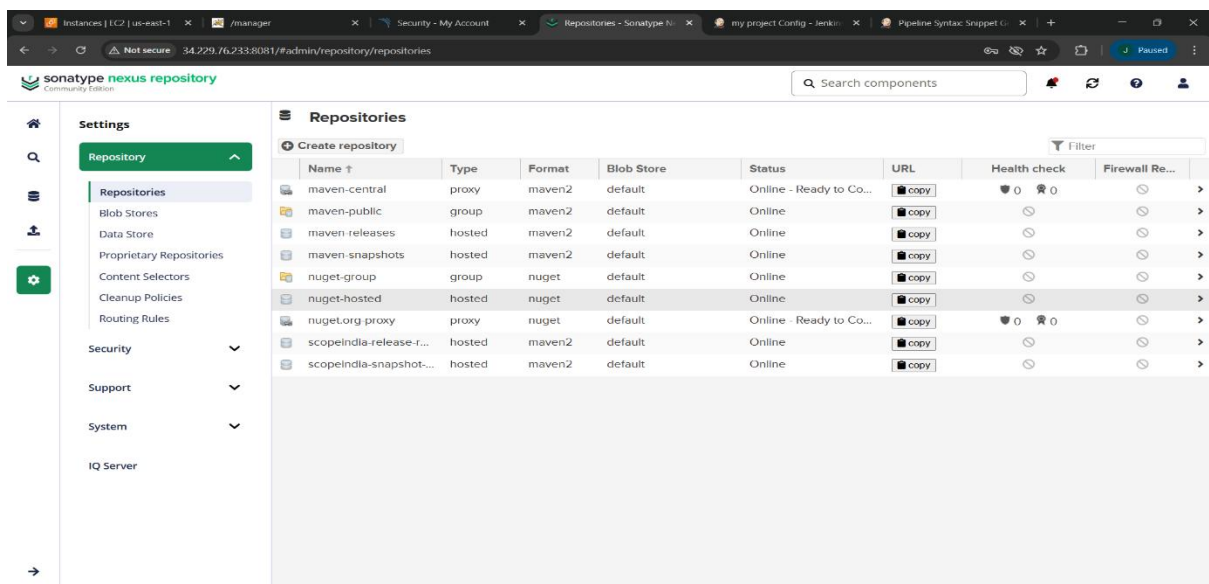 Instances | EC2 | us-east-1
/manager
Security - My Account
Repositories - Sonatype Ne
my project Config - Jenkin
Pipeline Syntax: Snippet G
Not secure 34.229.76.233:8081/#admin/repository/repositories
J Paused
sonatype nexus repository
Community Edition
Search components
Settings
Repository
Repositories
Blob Stores
Data Store
Proprietary Repositories
Content Selectors
Cleanup Policies
Routing Rules
Security
Support
System
IQ Server
Repositories
Create repository
Filter
Name ↑ Type Format Blob Store Status URL Health check Firewall Re...
maven-central proxy maven2 default Online - Ready to Co... copy 0 0
maven-public group maven2 default Online copy
maven-releases hosted maven2 default Online copy
maven-snapshots hosted maven2 default Online copy
nuget-group group nuget default Online copy
nuget-hosted hosted nuget default Online copy
nuget.org-proxy proxy nuget default Online - Ready to Co... copy 0 0
scopeindia-release-r... hosted maven2 default Online copy
scopeindia-snapshot-... hosted maven2 default Online copy